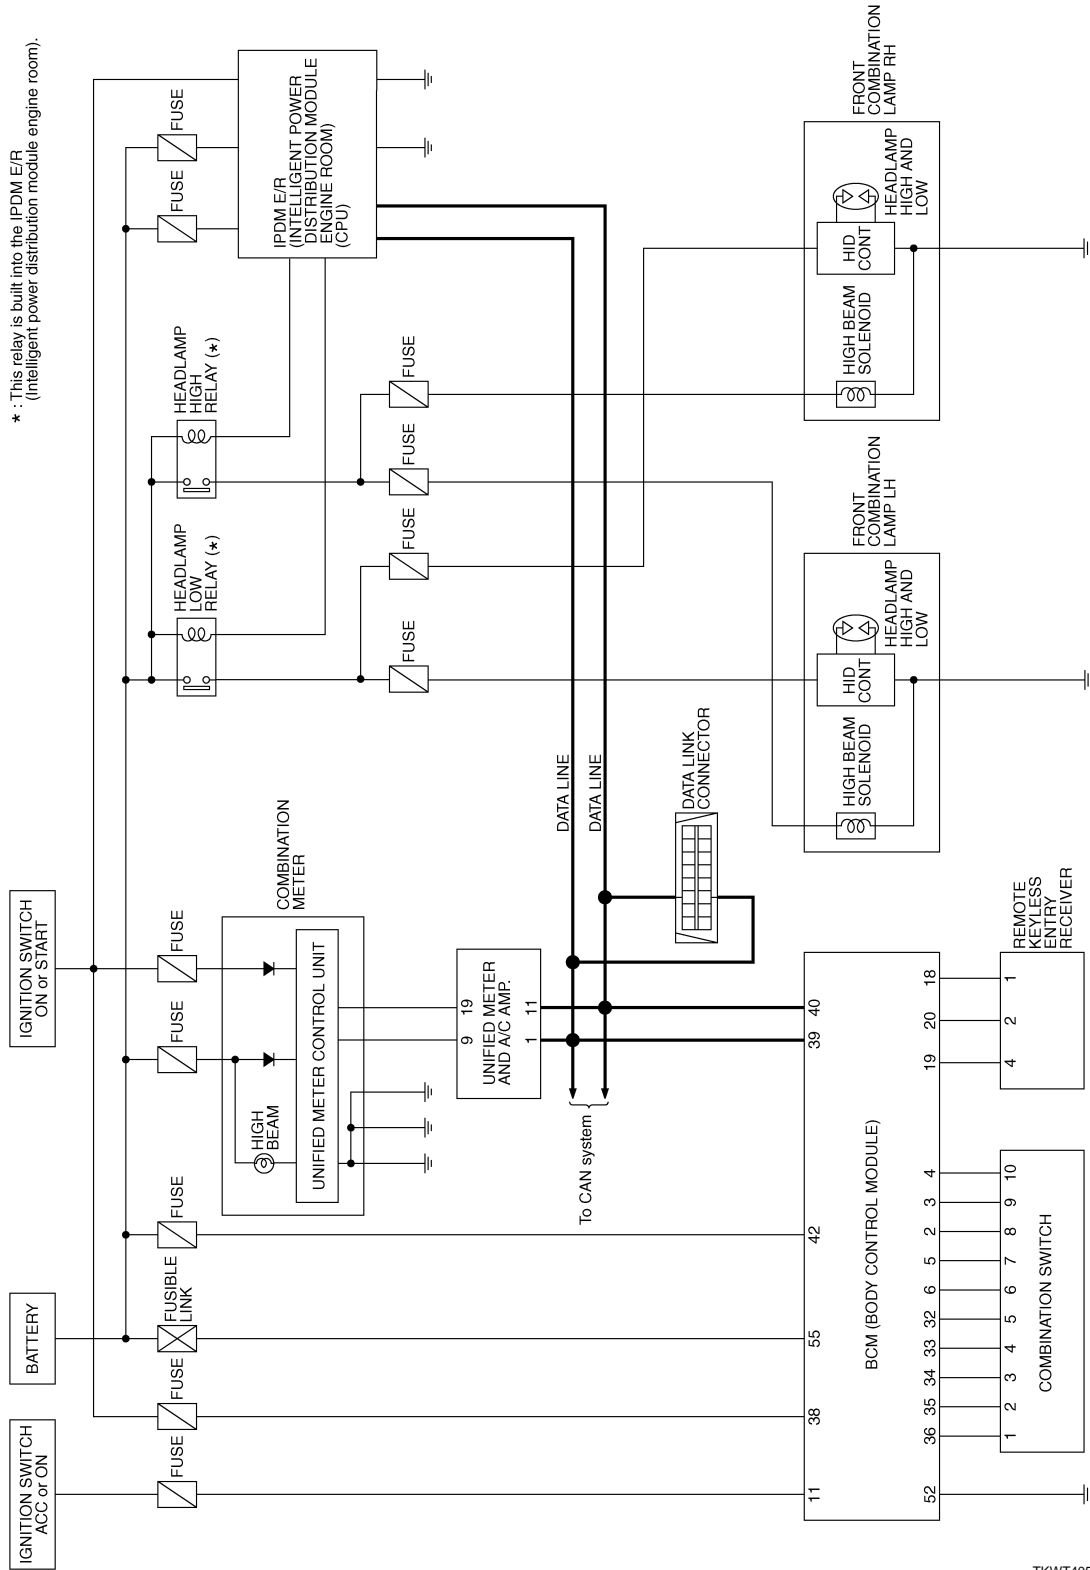 IGNITION SWITCH
ACC or ON
BATTERY
IGNITION SWITCH
ON or START
* : This relay is built into the IPDM E/R
(Intelligent power distribution module engine room).
FUSE
FUSE
FUSIBLE
LINK
FUSE
FUSE
FUSE
FUSE
FUSE
HEADLAMP
LOW
RELAY (*)
HEADLAMP
HIGH
RELAY (*)
COMBINATION
METER
HIGH
BEAM
UNIFIED METER CONTROL UNIT
IPDM E/R
(INTELLIGENT POWER
DISTRIBUTION MODULE
ENGINE ROOM)
(CPU)
FUSE
FUSE
FUSE
FUSE
9 19
UNIFIED METER
AND A/C AMP.
1 11
DATA LINE
DATA LINE
To CAN system
DATA LINK
CONNECTOR
11 38 55 42 39 40
BCM (BODY CONTROL MODULE)
52 36 35 34 33 32 6 5 2 3 4 19 20 18
1 2 3 4 5 6 7 8 9 10
COMBINATION SWITCH
4 2 1
REMOTE
KEYLESS
ENTRY
RECEIVER
FRONT
COMBINATION
LAMP LH
HIGH BEAM
SOLENOID
HID
CONT
HEADLAMP
HIGH AND
LOW
FRONT
COMBINATION
LAMP RH
HIGH BEAM
SOLENOID
HID
CONT
HEADLAMP
HIGH AND
LOW